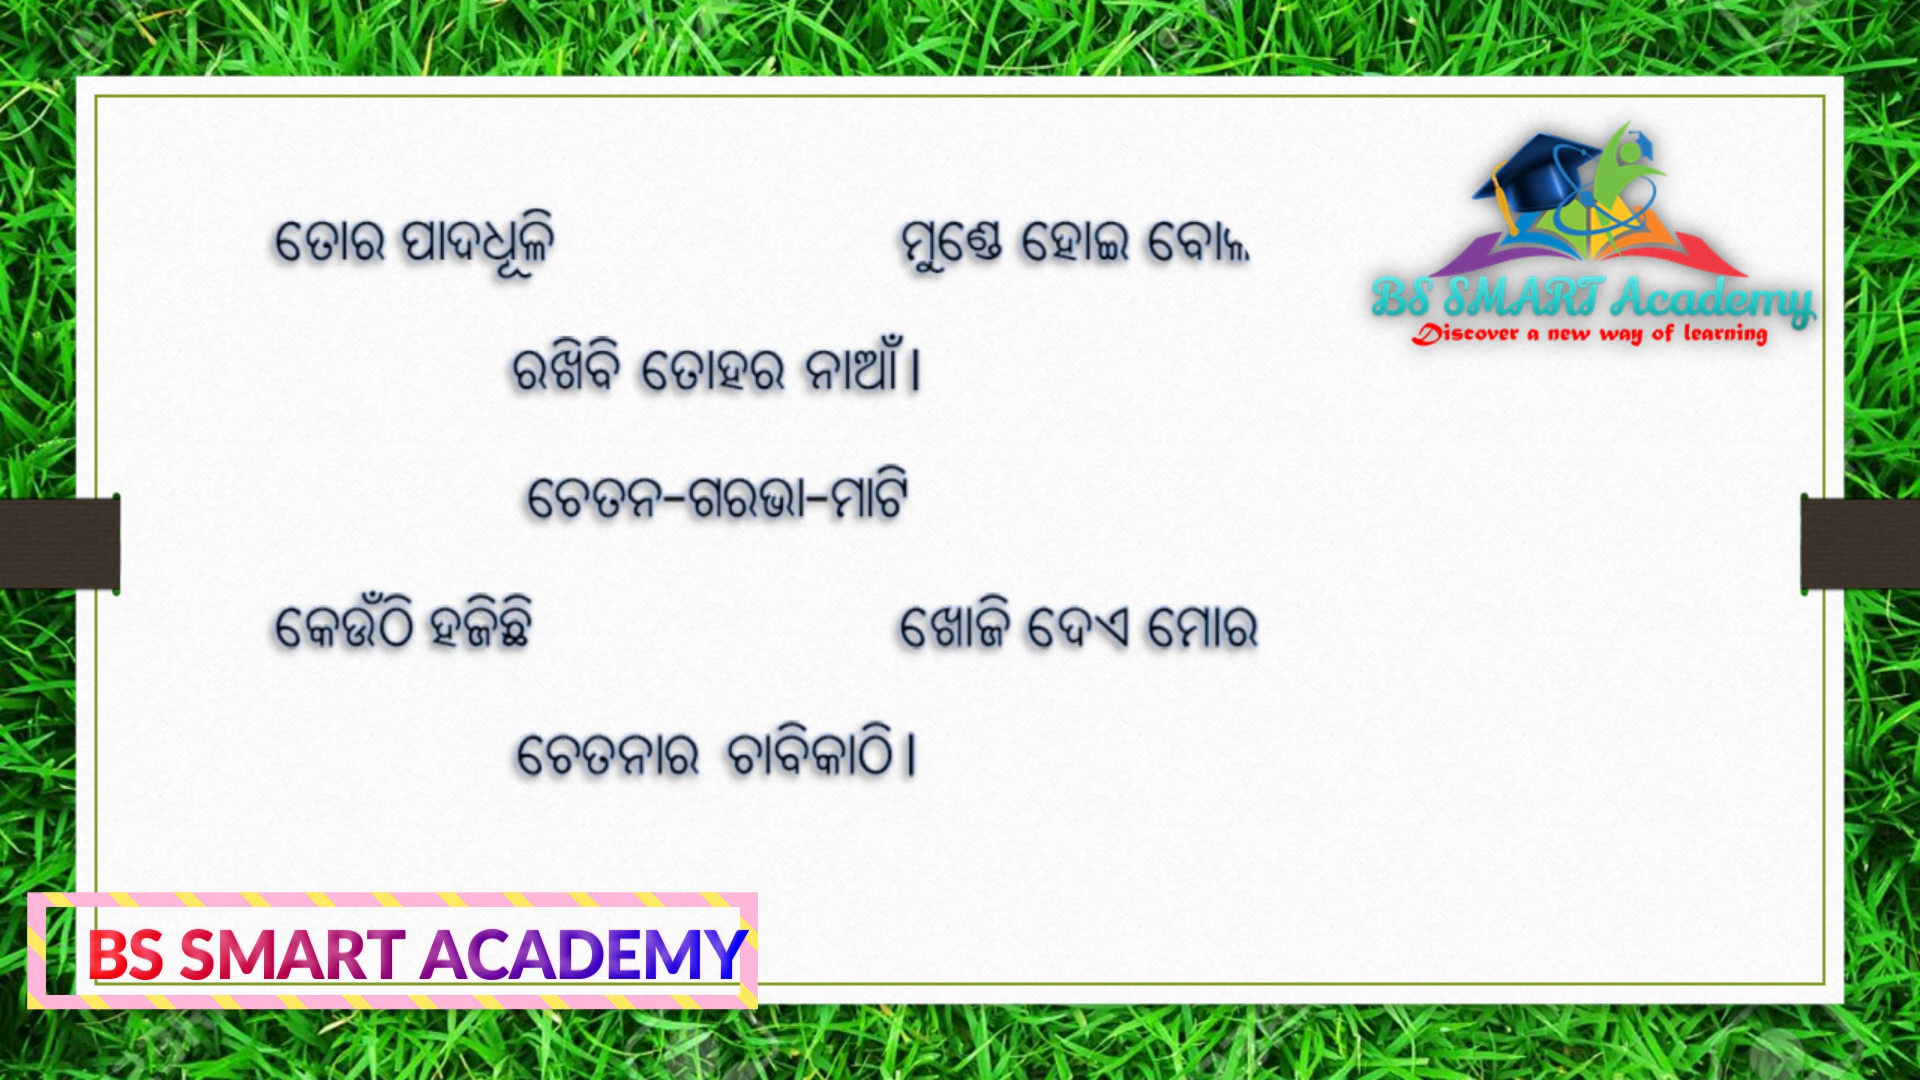 ତୋର ପାଦଧୂଳି ମୁଣ୍ଡେ ହୋଇ
ରଖିବି ତୋହର ନାଆଁ।
ଚେତନ-ଗରଭା-ମାଟି
କେଉଁଠି ହଜିଛି ଖୋଜି ଦେଏ ମୋର
ଚେତନାର ଚାବିକାଠି।
BS SMART Academy
Discover a new way of learning
BS SMART ACADEMY